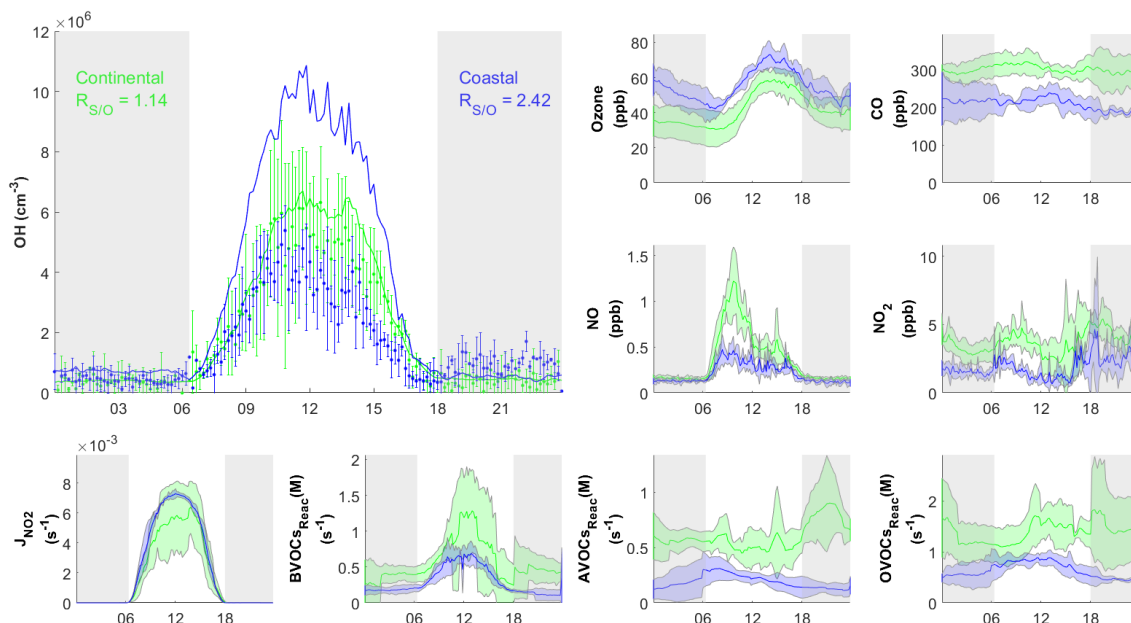 ×10⁶
12
10
8
6
4
2
0
OH (cm⁻³)
Continental
R_S/O = 1.14
Coastal
R_S/O = 2.42
03 06 09 12 15 18 21
80
60
40
20
0
Ozone
(ppb)
06 12 18
300
200
100
0
CO
(ppb)
06 12 18
1.5
1
0.5
0
NO
(ppb)
06 12 18
10
5
0
NO₂
(ppb)
06 12 18
×10⁻³
8
6
4
2
0
J_NO2
(s⁻¹)
06 12 18
2
1.5
1
0.5
0
BVOCs_Reac(M)
(s⁻¹)
06 12 18
1
0.5
0
AVOCs_Reac(M)
(s⁻¹)
06 12 18
2
1
0
OVOCs_Reac(M)
(s⁻¹)
06 12 18